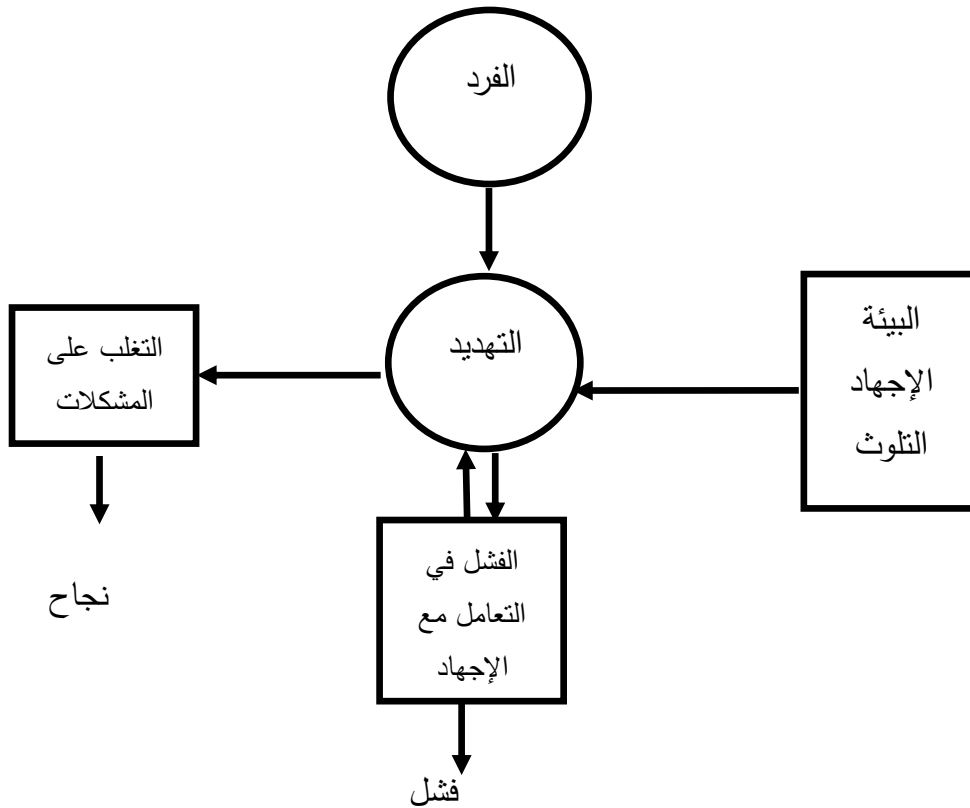 الفرد
البيئة
الإجهاد
التلوث
التهديد
التغلب على
المشكلات
نجاح
الفشل في
التعامل مع
الإجهاد
فشل